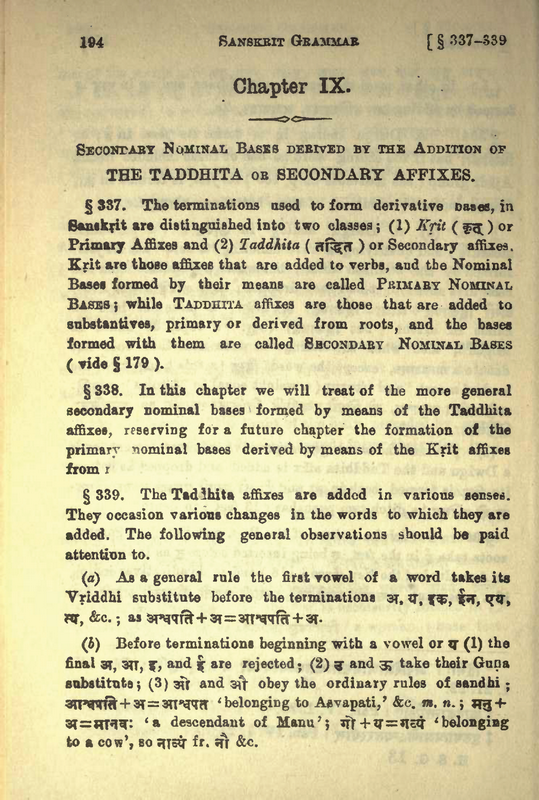 194 SANSKRIT GRAMMAR [ § 337-339
Chapter IX.
SECONDARY NOMINAL BASES DERIVED BY THE ADDITION OF
THE TADDHITA OR SECONDARY AFFIXES.
§ 337. The terminations used to form derivative bases, in
Sanskṛit are distinguished into two classes; (1) Kṛit ( कृत् ) or
Primary Affixes and (2) Taddhita ( तद्धित ) or Secondary affixes.
Kṛit are those affixes that are added to verbs, and the Nominal
Bases formed by their means are called PRIMARY NOMINAL
BASES; while TADDHITA affixes are those that are added to
substantives, primary or derived from roots, and the bases
formed with them are called SECONDARY NOMINAL BASES
( vide § 179 ).
§ 338. In this chapter we will treat of the more general
secondary nominal bases formed by means of the Taddhita
affixes, reserving for a future chapter the formation of the
primary nominal bases derived by means of the Kṛit affixes
from r
§ 339. The Taddhita affixes are added in various senses.
They occasion various changes in the words to which they are
added. The following general observations should be paid
attention to.
(a) As a general rule the first vowel of a word takes its
Vriddhi substitute before the terminations अ, य, इक, ईन, एय,
त्य, &c. ; as अश्वपति + अ = आश्वपति + अ.
(b) Before terminations beginning with a vowel or य (1) the
final अ, आ, इ, and ई are rejected; (2) उ and ऊ take their Guṇa
substitute; (3) ओ and औ obey the ordinary rules of sandhi ;
आश्वपति + अ = आश्वपत 'belonging to Aśvapati,' &c. m. n. ; मनु +
अ = मानवः 'a descendant of Manu'; गो + य = गव्यं 'belonging
to a cow', so नाव्यं fr. नौ &c.